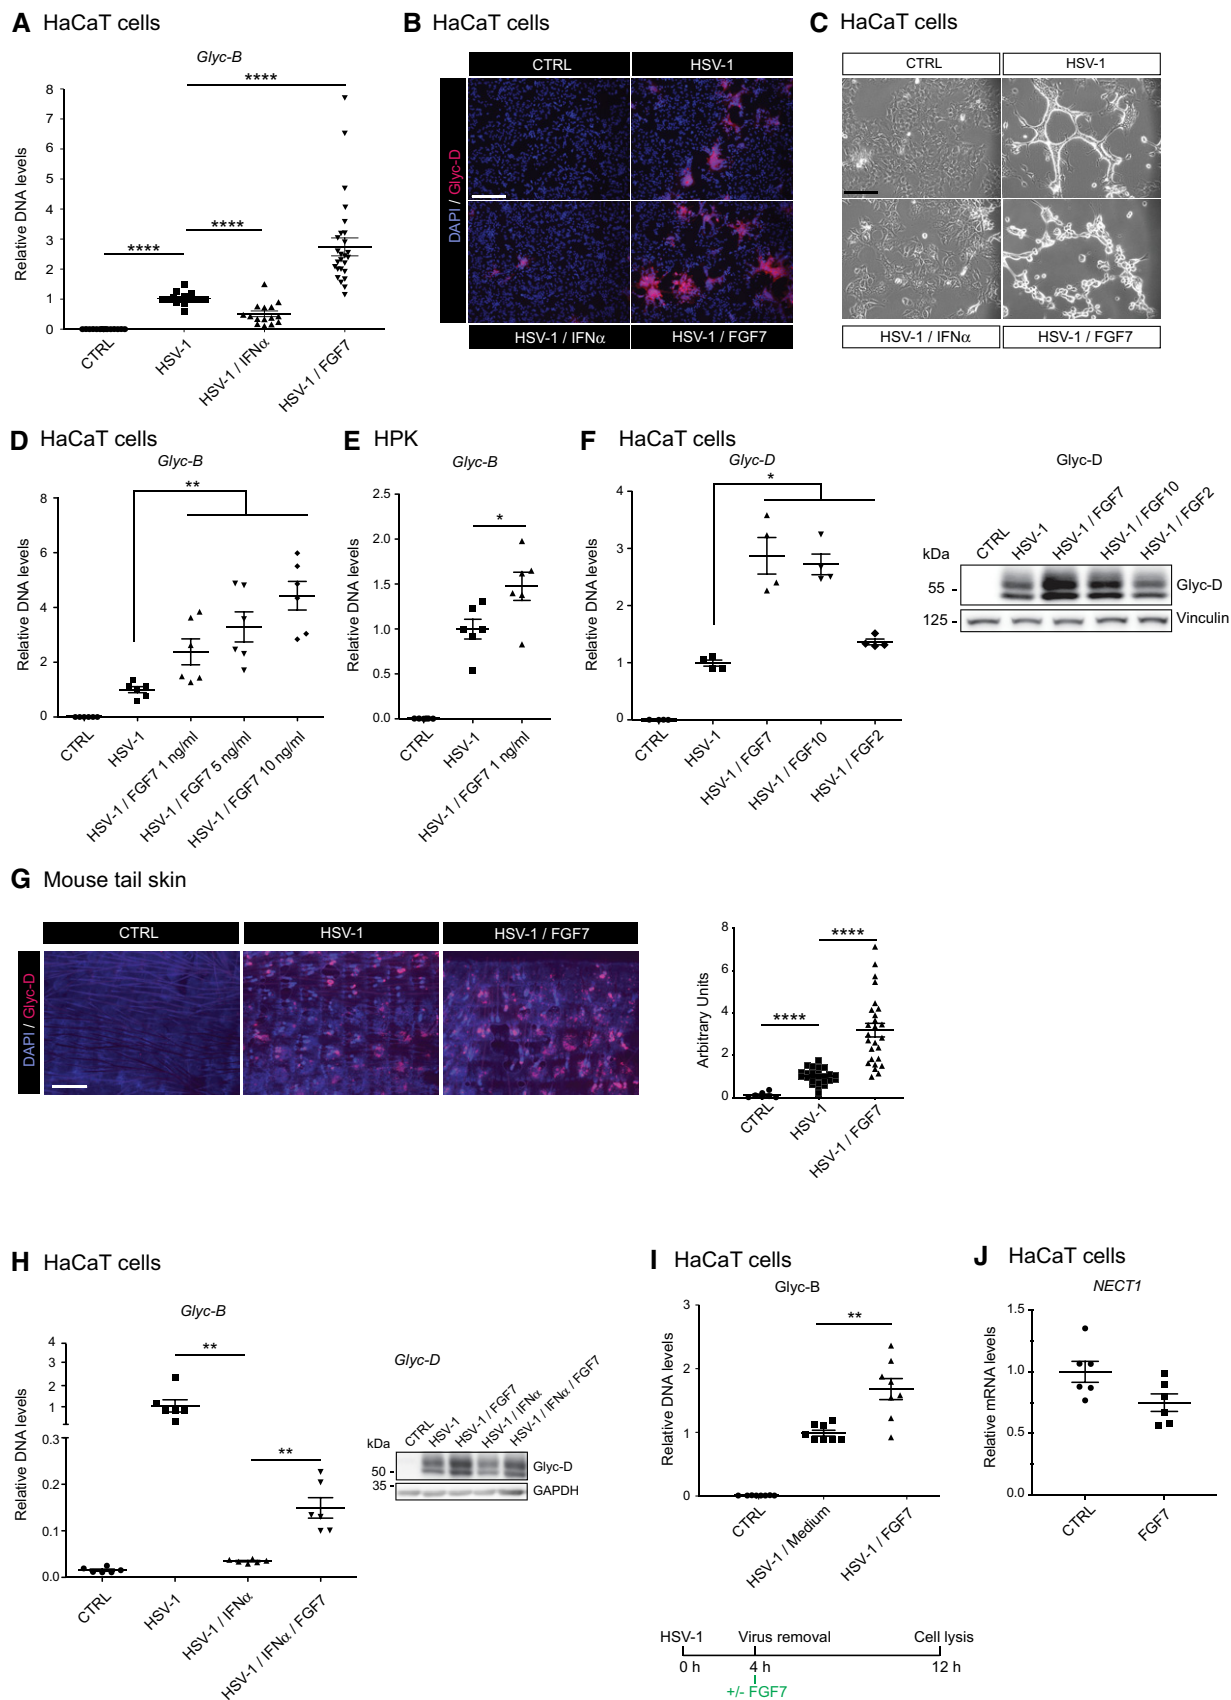 A HaCaT cells
Glyc-B
Relative DNA levels
8
7
6
5
4
3
2
1
0
****
****
****
CTRL
HSV-1
HSV-1 / IFNα
HSV-1 / FGF7
B HaCaT cells
CTRL
HSV-1
DAPI / Glyc-D
HSV-1 / IFNα
HSV-1 / FGF7
C HaCaT cells
CTRL
HSV-1
HSV-1 / IFNα
HSV-1 / FGF7
D HaCaT cells
Glyc-B
Relative DNA levels
8
6
4
2
0
**
CTRL
HSV-1
HSV-1 / FGF7 1 ng/ml
HSV-1 / FGF7 5 ng/ml
HSV-1 / FGF7 10 ng/ml
E HPK
Glyc-B
Relative DNA levels
2.5
2.0
1.5
1.0
0.5
0.0
*
CTRL
HSV-1
HSV-1 / FGF7 1 ng/ml
F HaCaT cells
Glyc-D
Relative DNA levels
4
3
2
1
0
*
CTRL
HSV-1
HSV-1 / FGF7
HSV-1 / FGF10
HSV-1 / FGF2
Glyc-D
kDa
CTRL
HSV-1
HSV-1 / FGF7
HSV-1 / FGF10
HSV-1 / FGF2
55
Glyc-D
125
Vinculin
G Mouse tail skin
CTRL
HSV-1
HSV-1 / FGF7
DAPI / Glyc-D
Arbitrary Units
8
6
4
2
0
****
****
CTRL
HSV-1
HSV-1 / FGF7
H HaCaT cells
Glyc-B
Relative DNA levels
4
3
2
1
0.3
0.2
0.1
0.0
**
**
CTRL
HSV-1
HSV-1 / IFNα
HSV-1 / IFNα / FGF7
Glyc-D
kDa
CTRL
HSV-1
HSV-1 / FGF7
HSV-1 / IFNα
HSV-1 / IFNα / FGF7
50
Glyc-D
35
GAPDH
I HaCaT cells
Glyc-B
Relative DNA levels
3
2
1
0
**
CTRL
HSV-1 / Medium
HSV-1 / FGF7
HSV-1
Virus removal
Cell lysis
0 h
4 h
12 h
+/- FGF7
J HaCaT cells
NECT1
Relative mRNA levels
1.5
1.0
0.5
0.0
CTRL
FGF7